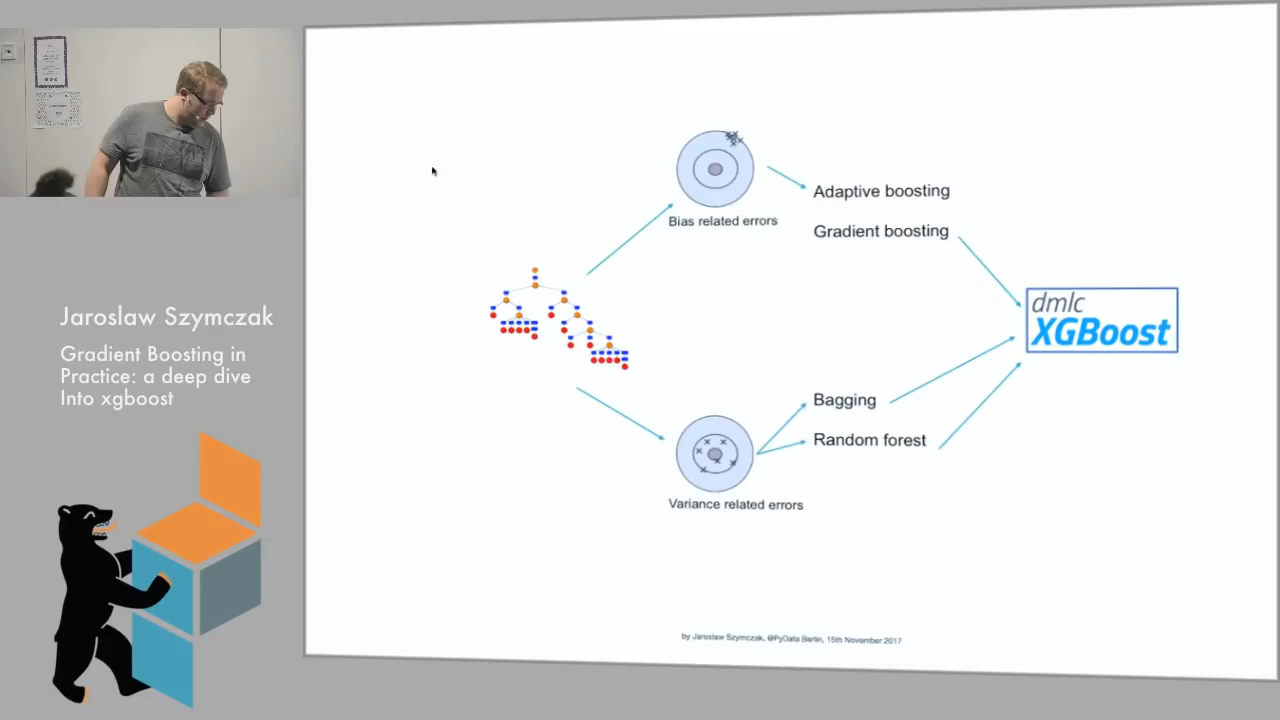 Jaroslaw Szymczak
Gradient Boosting in
Practice: a deep dive
Into xgboost
Bias related errors
Adaptive boosting
Gradient boosting
dmlc
XGBoost
Bagging
Random forest
Variance related errors
by Jaroslaw Szymczak, @PyData Berlin, 15th November 2017